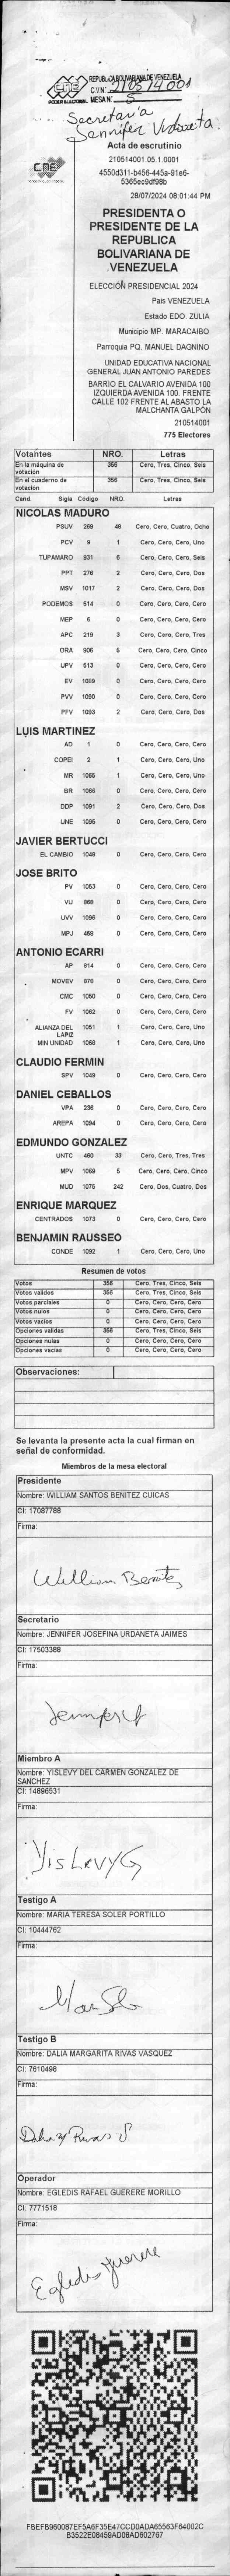 CNE
PODER ELECTORAL
REPUBLICA BOLIVARIANA DE VENEZUELA
C.V.N° 210514001
MESA N° 5
Secretaria
Jennifer Urdaneta.
CNE
Acta de escrutinio
210514001.05.1.0001
4550d311-b456-445a-91e6-
5365ec9df98b
28/07/2024 08:01:44 PM
PRESIDENTA O
PRESIDENTE DE LA
REPUBLICA
BOLIVARIANA DE
VENEZUELA
ELECCIÓN PRESIDENCIAL 2024
Pais VENEZUELA
Estado EDO. ZULIA
Municipio MP. MARACAIBO
Parroquia PQ. MANUEL DAGNINO
UNIDAD EDUCATIVA NACIONAL
GENERAL JUAN ANTONIO PAREDES
BARRIO EL CALVARIO AVENIDA 100
IZQUIERDA AVENIDA 100. FRENTE
CALLE 102 FRENTE AL ABASTO LA
MALCHANTA GALPÓN
210514001
775 Electores
Votantes NRO. Letras
En la máquina de votación 356 Cero, Tres, Cinco, Seis
En el cuaderno de votación 356 Cero, Tres, Cinco, Seis
Cand. Sigla Código NRO. Letras
NICOLAS MADURO
PSUV 269 48 Cero, Cero, Cuatro, Ocho
PCV 9 1 Cero, Cero, Cero, Uno
TUPAMARO 931 6 Cero, Cero, Cero, Seis
PPT 276 2 Cero, Cero, Cero, Dos
MSV 1017 2 Cero, Cero, Cero, Dos
PODEMOS 514 0 Cero, Cero, Cero, Cero
MEP 6 0 Cero, Cero, Cero, Cero
APC 219 3 Cero, Cero, Cero, Tres
ORA 906 5 Cero, Cero, Cero, Cinco
UPV 513 0 Cero, Cero, Cero, Cero
EV 1089 0 Cero, Cero, Cero, Cero
PVV 1090 0 Cero, Cero, Cero, Cero
PFV 1093 2 Cero, Cero, Cero, Dos
LUIS MARTINEZ
AD 1 0 Cero, Cero, Cero, Cero
COPEI 2 1 Cero, Cero, Cero, Uno
MR 1065 1 Cero, Cero, Cero, Uno
BR 1086 0 Cero, Cero, Cero, Cero
DDP 1091 2 Cero, Cero, Cero, Dos
UNE 1095 0 Cero, Cero, Cero, Cero
JAVIER BERTUCCI
EL CAMBIO 1048 0 Cero, Cero, Cero, Cero
JOSE BRITO
PV 1053 0 Cero, Cero, Cero, Cero
VU 868 0 Cero, Cero, Cero, Cero
UVV 1096 0 Cero, Cero, Cero, Cero
MPJ 468 0 Cero, Cero, Cero, Cero
ANTONIO ECARRI
AP 914 0 Cero, Cero, Cero, Cero
MOVEV 879 0 Cero, Cero, Cero, Cero
CMC 1050 0 Cero, Cero, Cero, Cero
FV 1062 0 Cero, Cero, Cero, Cero
ALIANZA DEL LAPIZ 1051 1 Cero, Cero, Cero, Uno
MIN UNIDAD 1068 1 Cero, Cero, Cero, Uno
CLAUDIO FERMIN
SPV 1049 0 Cero, Cero, Cero, Cero
DANIEL CEBALLOS
VPA 236 0 Cero, Cero, Cero, Cero
AREPA 1094 0 Cero, Cero, Cero, Cero
EDMUNDO GONZALEZ
UNTC 460 33 Cero, Cero, Tres, Tres
MPV 1069 5 Cero, Cero, Cero, Cinco
MUD 1075 242 Cero, Dos, Cuatro, Dos
ENRIQUE MARQUEZ
CENTRADOS 1073 0 Cero, Cero, Cero, Cero
BENJAMIN RAUSSEO
CONDE 1092 1 Cero, Cero, Cero, Uno
Resumen de votos
Votos 356 Cero, Tres, Cinco, Seis
Votos validos 356 Cero, Tres, Cinco, Seis
Votos parciales 0 Cero, Cero, Cero, Cero
Votos nulos 0 Cero, Cero, Cero, Cero
Votos vacios 0 Cero, Cero, Cero, Cero
Opciones validas 356 Cero, Tres, Cinco, Seis
Opciones nulas 0 Cero, Cero, Cero, Cero
Opciones vacias 0 Cero, Cero, Cero, Cero
Observaciones:
Se levanta la presente acta la cual firman en
señal de conformidad.
Miembros de la mesa electoral
Presidente
Nombre: WILLIAM SANTOS BENITEZ CUICAS
CI: 17087788
Firma:
William Benitez
Secretario
Nombre: JENNIFER JOSEFINA URDANETA JAIMES
CI: 17503388
Firma:
Miembro A
Nombre: YISLEVY DEL CARMEN GONZALEZ DE
SANCHEZ
CI: 14896531
Firma:
YisLevyG
Testigo A
Nombre: MARIA TERESA SOLER PORTILLO
CI: 10444762
Firma:
Testigo B
Nombre: DALIA MARGARITA RIVAS VASQUEZ
CI: 7610498
Firma:
Operador
Nombre: EGLEDIS RAFAEL GUERERE MORILLO
CI: 7771518
Firma:
Egledis Guerere
FBEFB960087EF5A6F35E47CCD0ADA65563F64002C
B3522E08459AD08AD602767